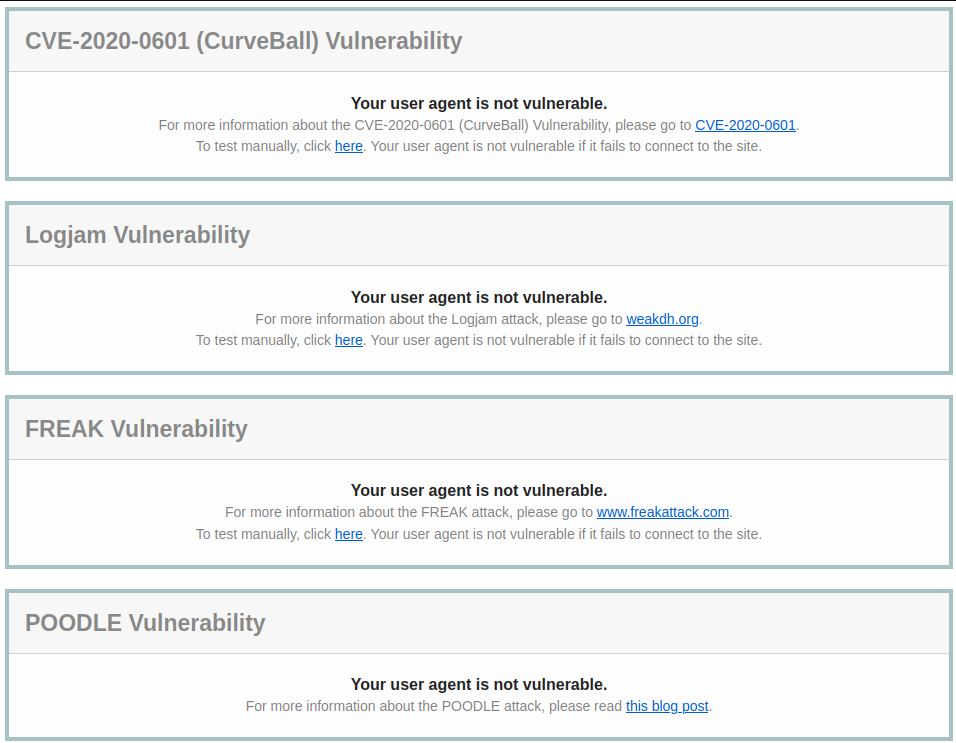 CVE-2020-0601 (CurveBall) Vulnerability
Your user agent is not vulnerable.
For more information about the CVE-2020-0601 (CurveBall) Vulnerability, please go to CVE-2020-0601.
To test manually, click here. Your user agent is not vulnerable if it fails to connect to the site.
Logjam Vulnerability
Your user agent is not vulnerable.
For more information about the Logjam attack, please go to weakdh.org.
To test manually, click here. Your user agent is not vulnerable if it fails to connect to the site.
FREAK Vulnerability
Your user agent is not vulnerable.
For more information about the FREAK attack, please go to www.freakattack.com.
To test manually, click here. Your user agent is not vulnerable if it fails to connect to the site.
POODLE Vulnerability
Your user agent is not vulnerable.
For more information about the POODLE attack, please read this blog post.